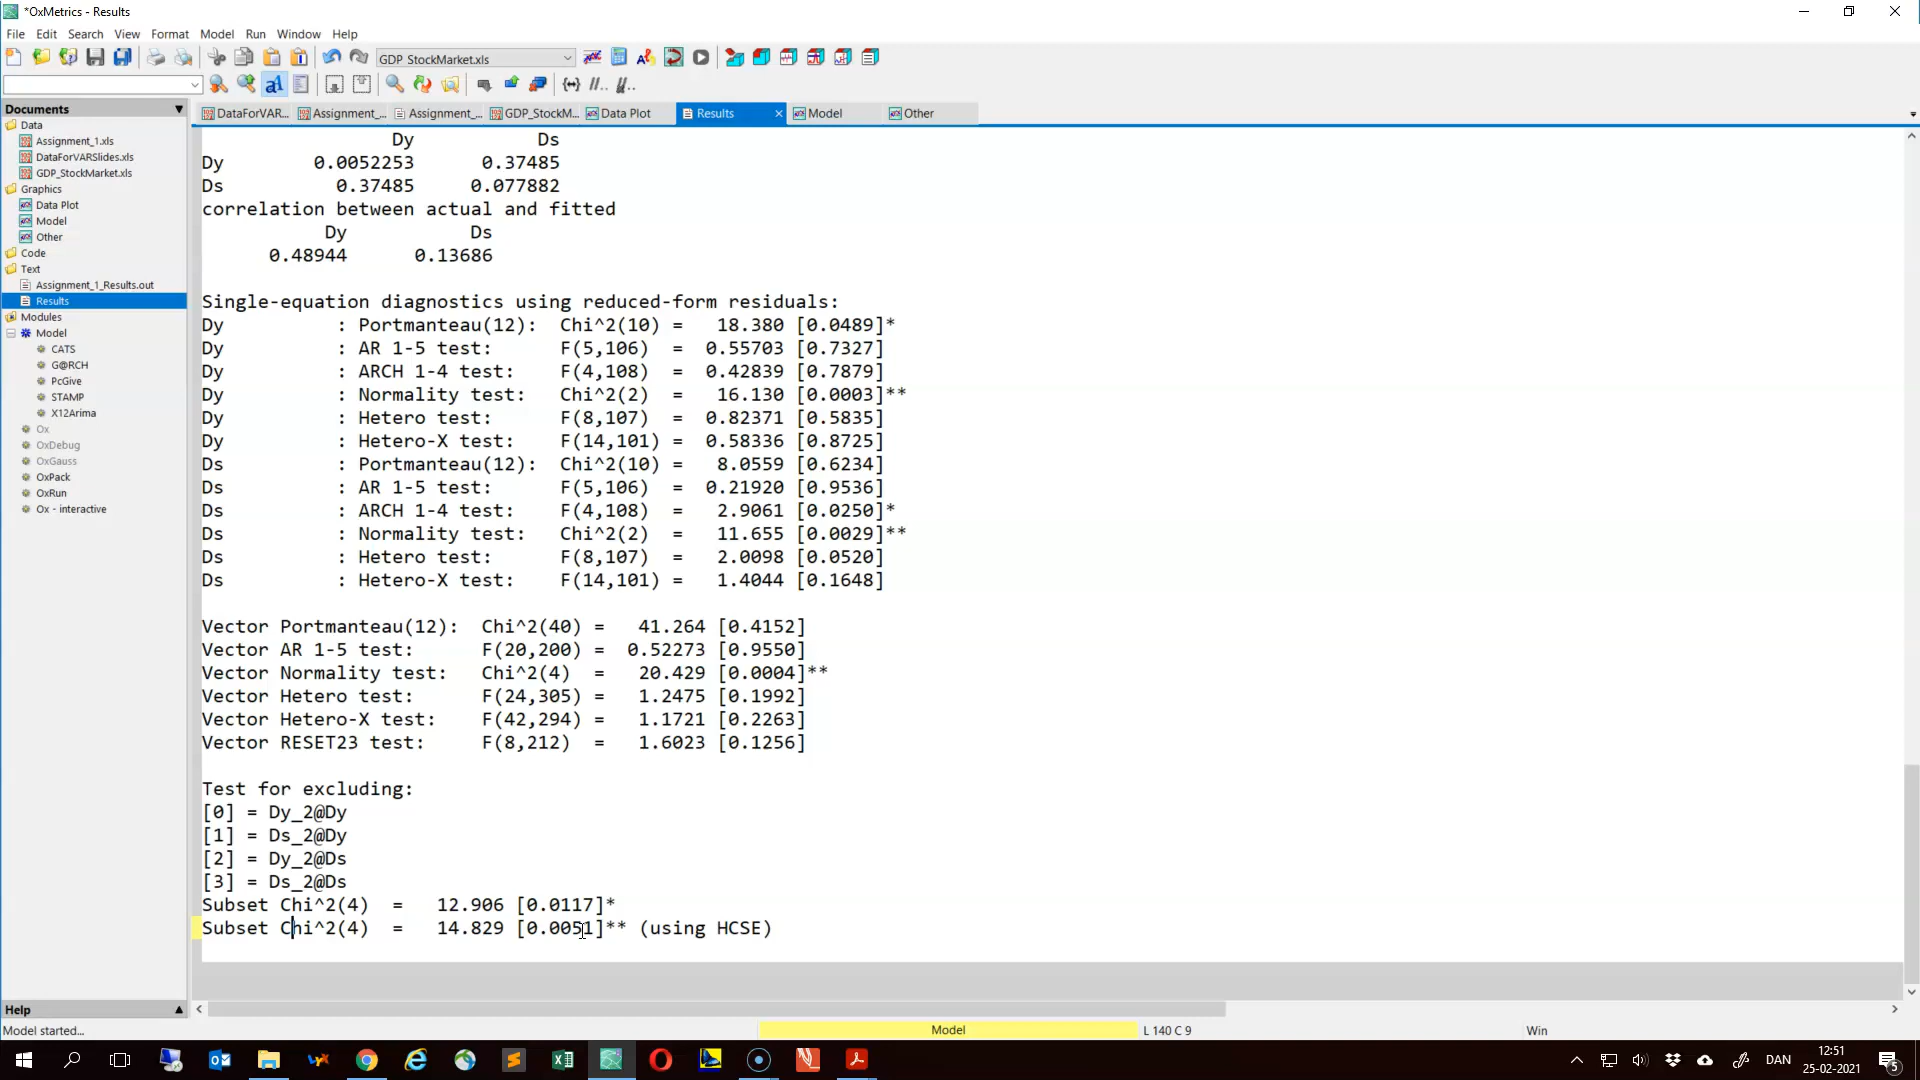 *OxMetrics - Results
File Edit Search View Format Model Run Window Help
GDP_StockMarket.xls
Documents
Data
Assignment_1.xls
DataForVARSlides.xls
GDP_StockMarket.xls
Graphics
Data Plot
Model
Other
Code
Text
Assignment_1_Results.out
Results
Modules
Model
CATS
G@RCH
PcGive
STAMP
X12Arima
Ox
OxDebug
OxGauss
OxPack
OxRun
Ox - interactive
Help
DataForVAR... Assignment_... Assignment_... GDP_StockM... Data Plot Results Model Other
Dy Ds
Dy 0.0052253 0.37485
Ds 0.37485 0.077882
correlation between actual and fitted
Dy Ds
0.48944 0.13686
Single-equation diagnostics using reduced-form residuals:
Dy : Portmanteau(12): Chi^2(10) = 18.380 [0.0489]*
Dy : AR 1-5 test: F(5,106) = 0.55703 [0.7327]
Dy : ARCH 1-4 test: F(4,108) = 0.42839 [0.7879]
Dy : Normality test: Chi^2(2) = 16.130 [0.0003]**
Dy : Hetero test: F(8,107) = 0.82371 [0.5835]
Dy : Hetero-X test: F(14,101) = 0.58336 [0.8725]
Ds : Portmanteau(12): Chi^2(10) = 8.0559 [0.6234]
Ds : AR 1-5 test: F(5,106) = 0.21920 [0.9536]
Ds : ARCH 1-4 test: F(4,108) = 2.9061 [0.0250]*
Ds : Normality test: Chi^2(2) = 11.655 [0.0029]**
Ds : Hetero test: F(8,107) = 2.0098 [0.0520]
Ds : Hetero-X test: F(14,101) = 1.4044 [0.1648]
Vector Portmanteau(12): Chi^2(40) = 41.264 [0.4152]
Vector AR 1-5 test: F(20,200) = 0.52273 [0.9550]
Vector Normality test: Chi^2(4) = 20.429 [0.0004]**
Vector Hetero test: F(24,305) = 1.2475 [0.1992]
Vector Hetero-X test: F(42,294) = 1.1721 [0.2263]
Vector RESET23 test: F(8,212) = 1.6023 [0.1256]
Test for excluding:
[0] = Dy_2@Dy
[1] = Ds_2@Dy
[2] = Dy_2@Ds
[3] = Ds_2@Ds
Subset Chi^2(4) = 12.906 [0.0117]*
Subset Chi^2(4) = 14.829 [0.0051]** (using HCSE)
Model started... Model L 140 C 9 Win
DAN
12:51
25-02-2021
5